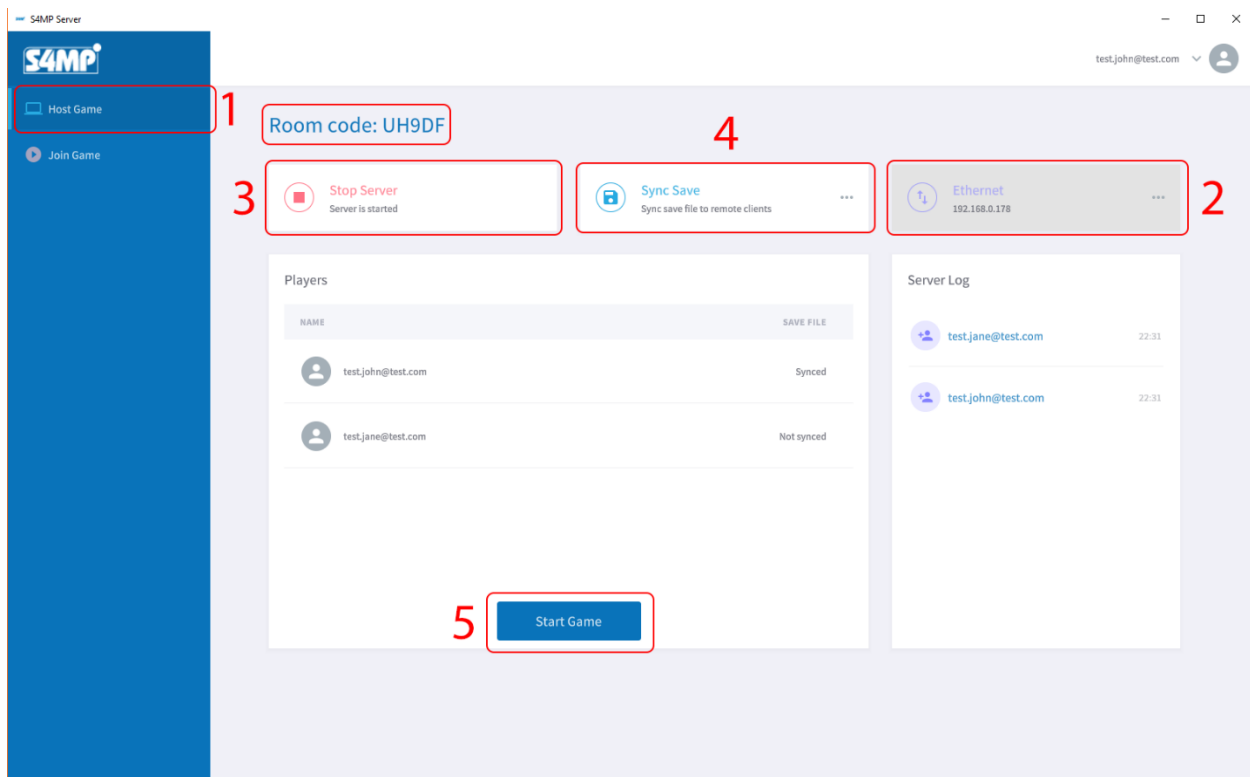 S4MP Server
S4MP
test.john@test.com
Host Game
1
Join Game
Room code: UH9DF
3
Stop Server
Server is started
4
Sync Save
Sync save file to remote clients
...
Ethernet
192.168.0.178
...
2
Players
NAME
SAVE FILE
test.john@test.com
Synced
test.jane@test.com
Not synced
5
Start Game
Server Log
test.jane@test.com
22:31
test.john@test.com
22:31